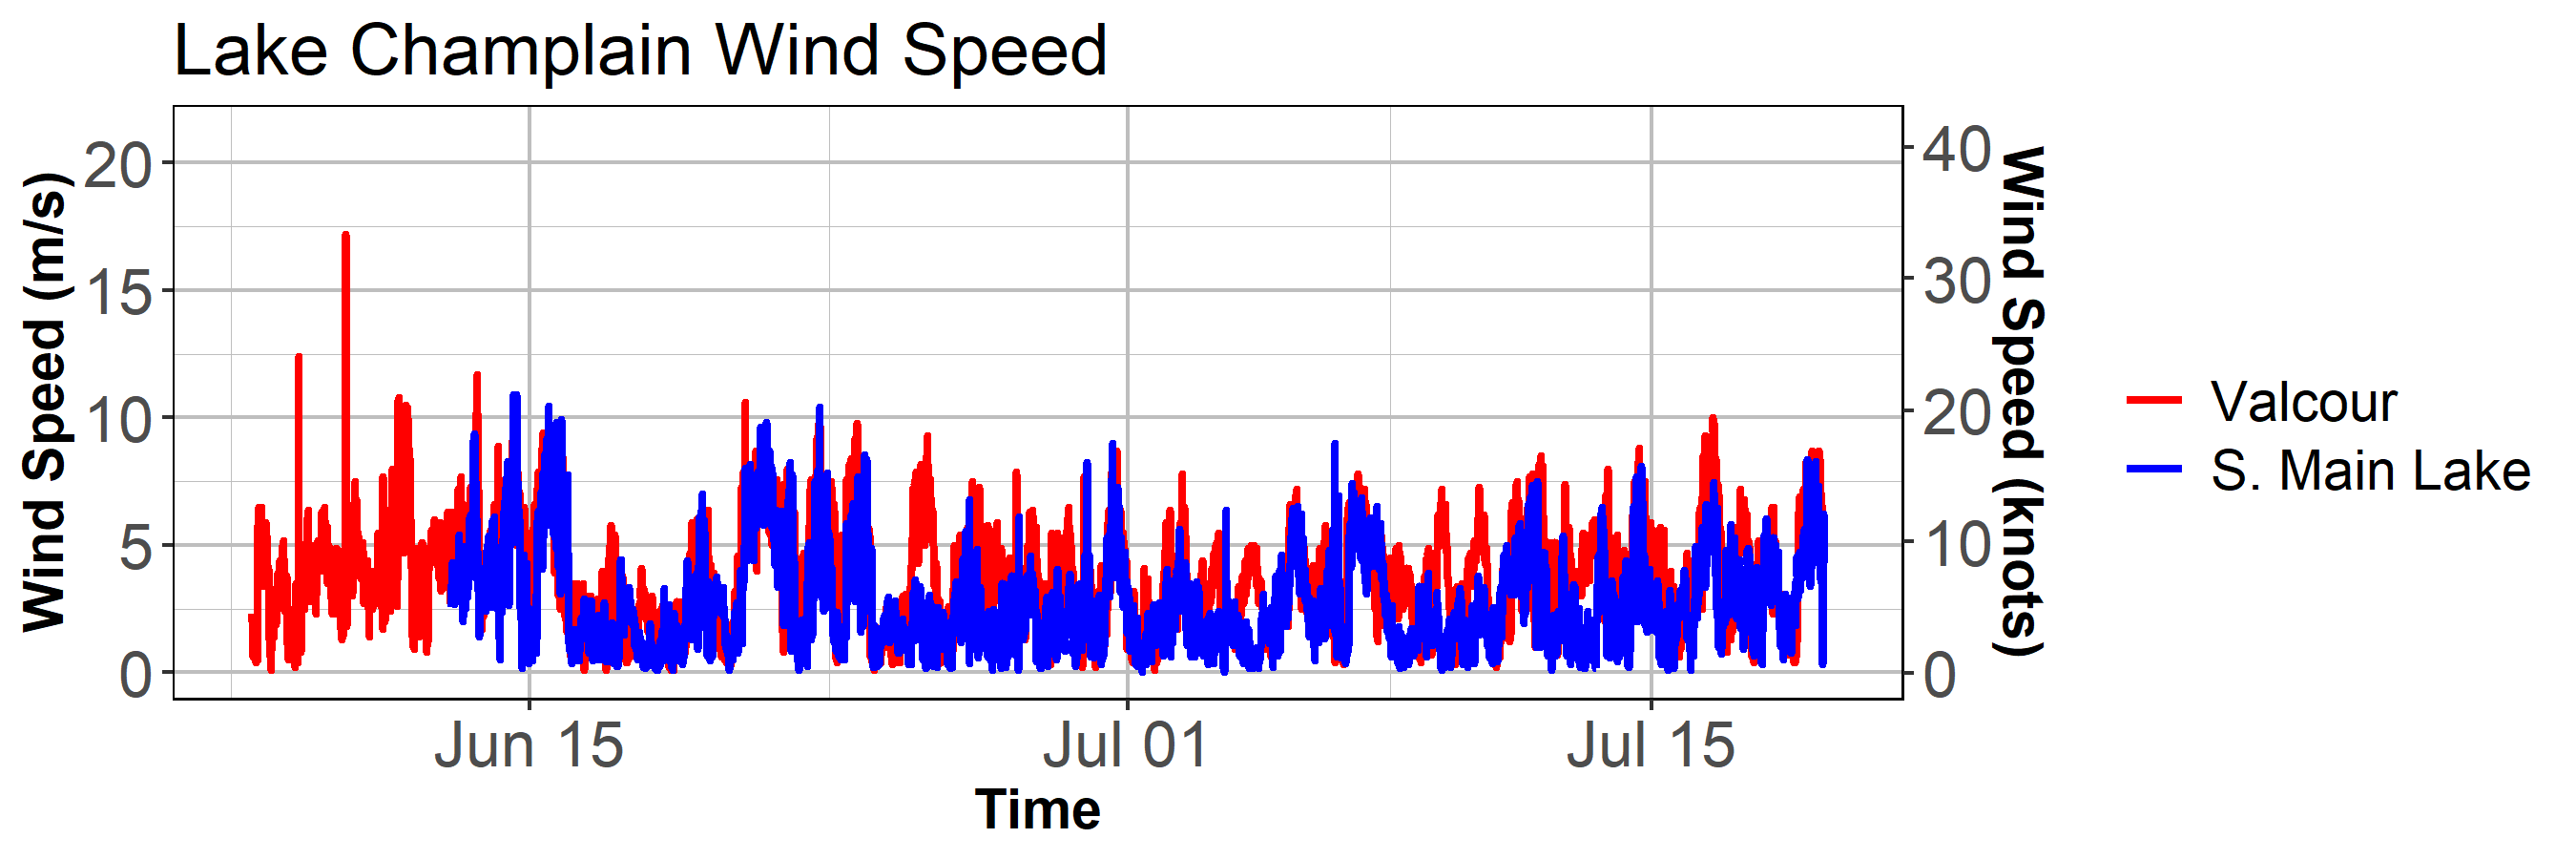 Lake Champlain Wind Speed
Wind Speed (m/s)
20
15
10
5
0
40
30
20
10
0
Wind Speed (knots)
Jun 15
Jul 01
Jul 15
Time
Valcour
S. Main Lake